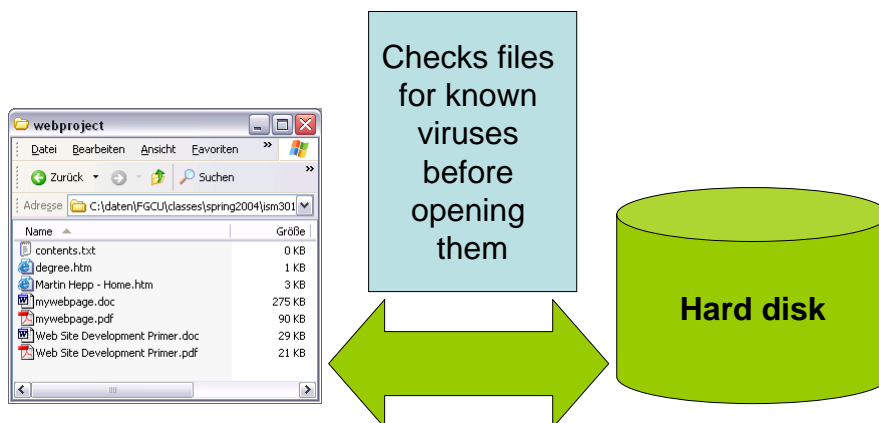 webproject
Datei Bearbeiten Ansicht Favoriten »
Zurück Suchen »
Adresse C:\daten\FGCU\classes\spring2004\ism301
Name Größe
contents.txt 0 KB
degree.htm 1 KB
Martin Hepp - Home.htm 3 KB
mywebpage.doc 275 KB
mywebpage.pdf 90 KB
Web Site Development Primer.doc 29 KB
Web Site Development Primer.pdf 21 KB
Checks files
for known
viruses
before
opening
them
Hard disk